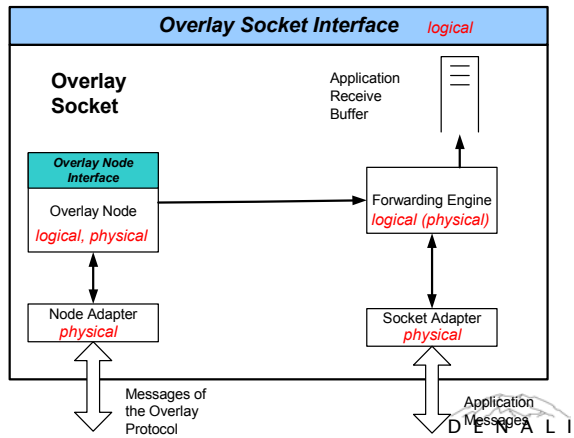 Overlay Socket Interface logical
Overlay
Socket
Application
Receive
Buffer
Overlay Node
Interface
Overlay Node
logical, physical
Forwarding Engine
logical (physical)
Node Adapter
physical
Socket Adapter
physical
Messages of
the Overlay
Protocol
Application
Messages
DENALI